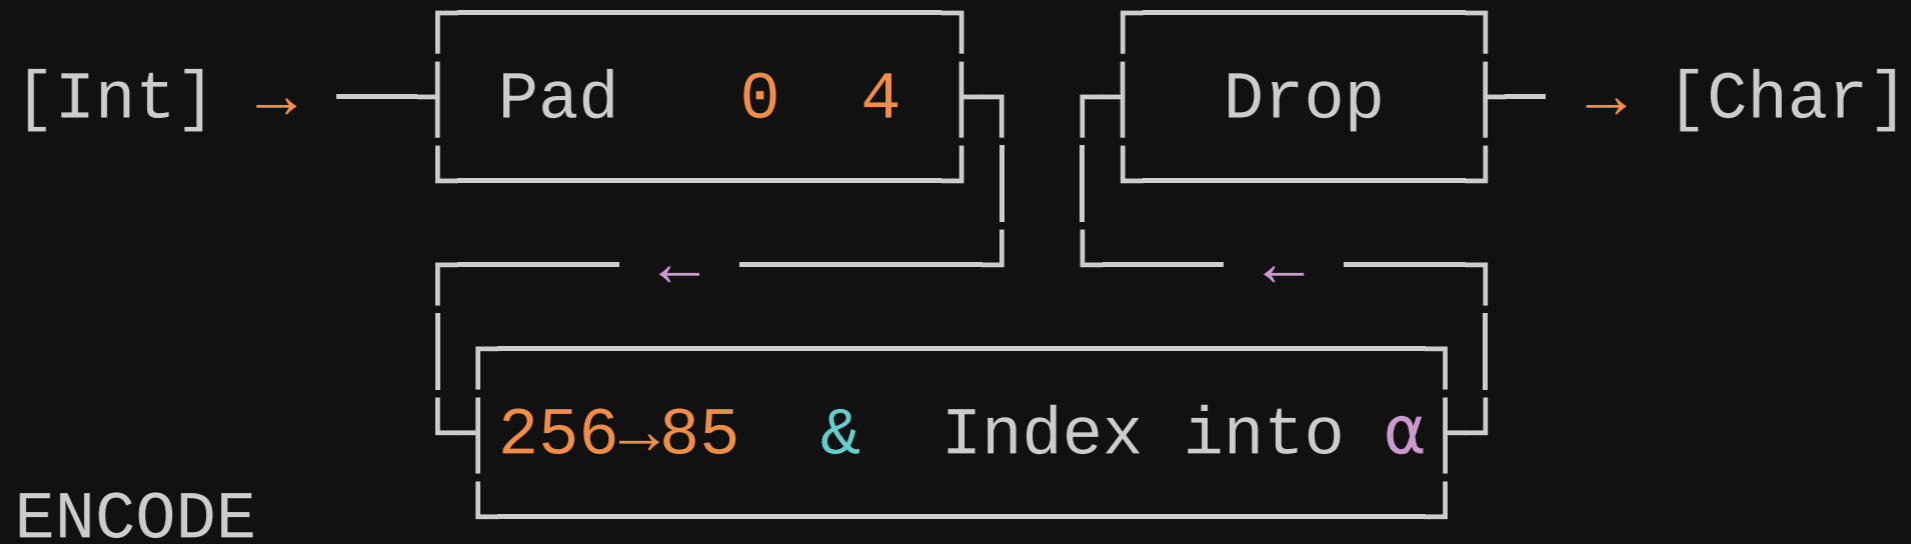 [Int] → Pad 0 4 Drop → [Char]
← ←
256→85 & Index into α
ENCODE